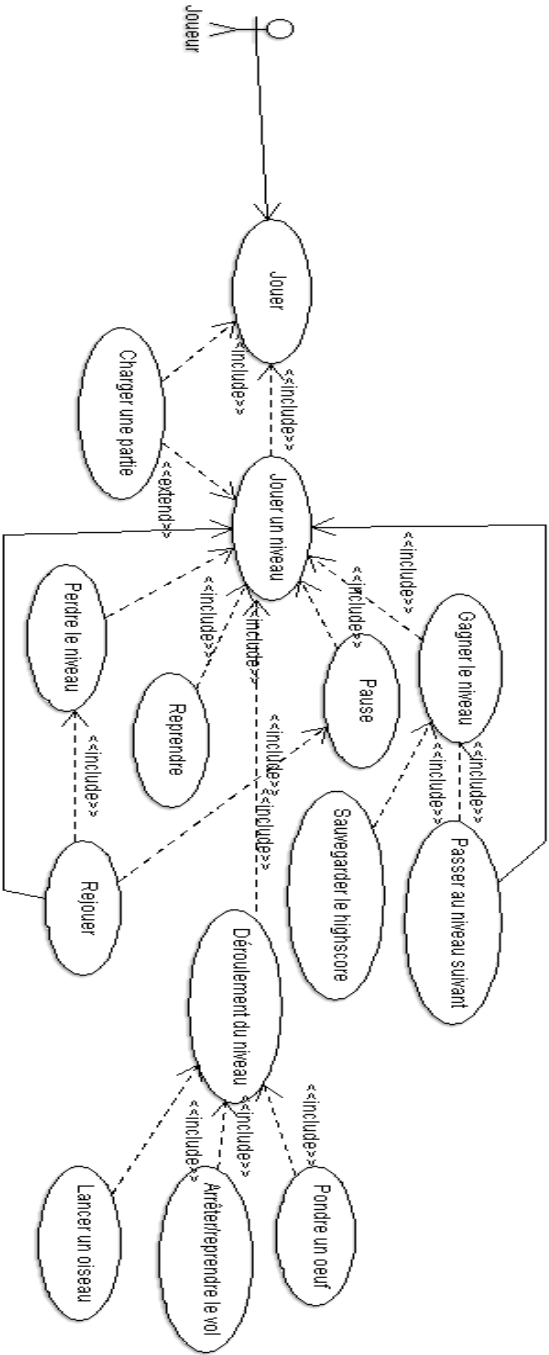 Joueur
Jouer
<<include>>
<<include>>
Charger une partie
<<extend>>
Jouer un niveau
<<include>>
<<include>>
<<include>>
<<include>>
Gagner le niveau
Pause
Reprendre
Perdre le niveau
<<include>>
<<include>>
<<include>>
<<include>>
<<include>>
Passer au niveau suivant
Sauvegarder le highscore
Rejouer
Déroulement du niveau
<<include>>
<<include>>
<<include>>
Pondre un oeuf
Arrêter/reprendre le vol
Lancer un oiseau